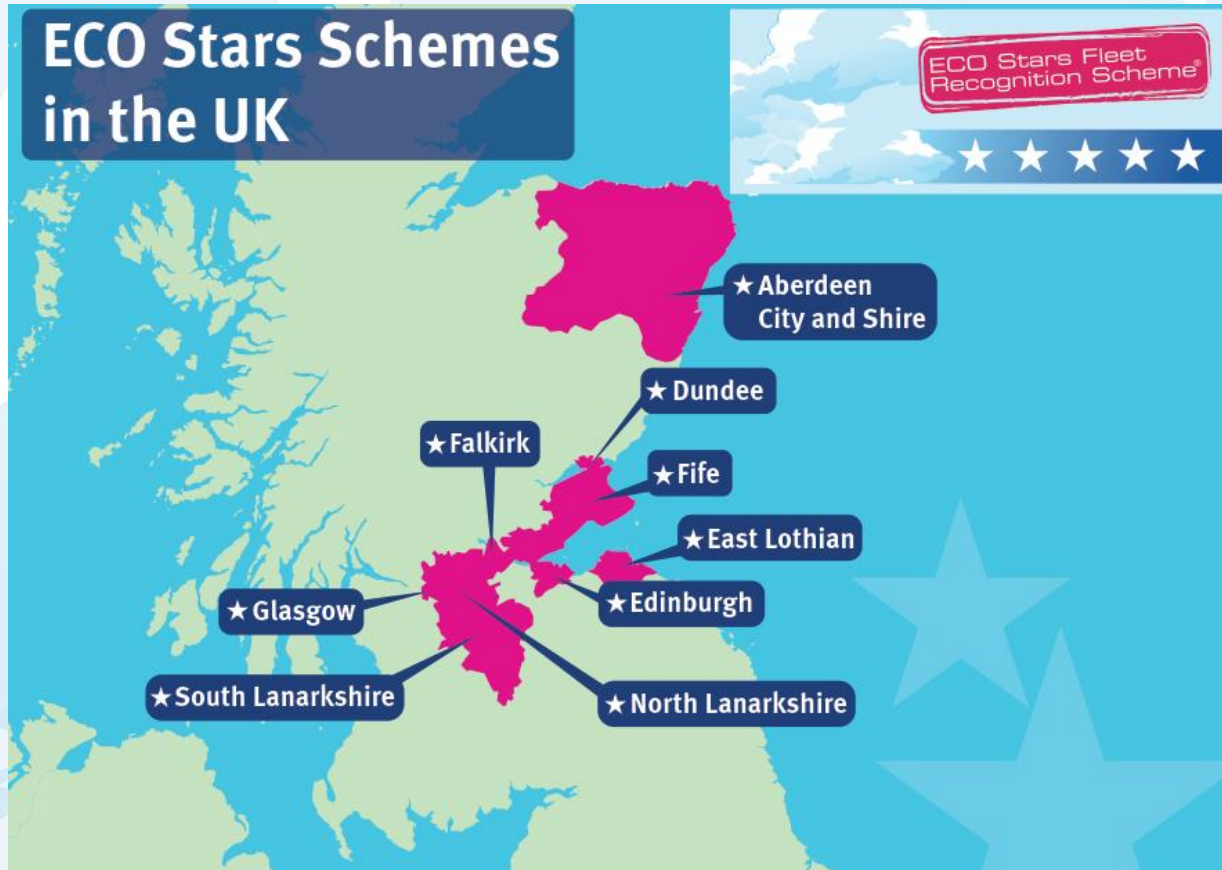 ECO Stars Schemes
in the UK
ECO Stars Fleet
Recognition Scheme®
Aberdeen
City and Shire
Dundee
Falkirk
Fife
East Lothian
Edinburgh
Glasgow
South Lanarkshire
North Lanarkshire